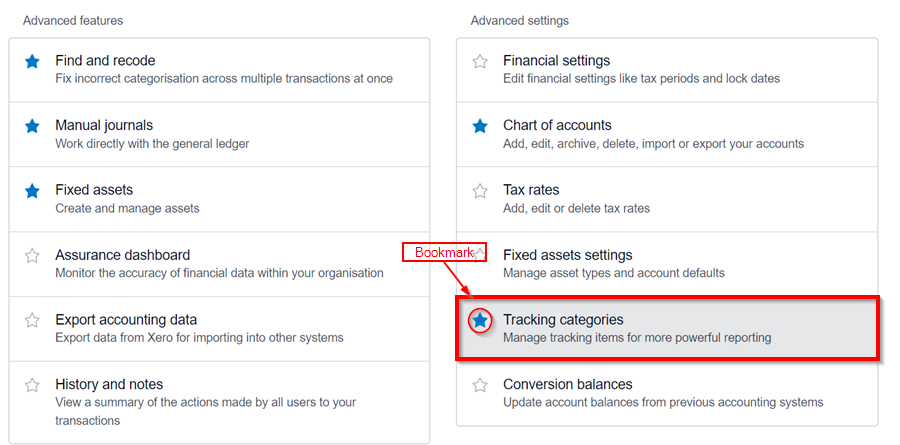 Advanced features
Find and recode
Fix incorrect categorisation across multiple transactions at once
Manual journals
Work directly with the general ledger
Fixed assets
Create and manage assets
Assurance dashboard
Monitor the accuracy of financial data within your organisation
Export accounting data
Export data from Xero for importing into other systems
History and notes
View a summary of the actions made by all users to your
transactions
Advanced settings
Financial settings
Edit financial settings like tax periods and lock dates
Chart of accounts
Add, edit, archive, delete, import or export your accounts
Tax rates
Add, edit or delete tax rates
Bookmark
Fixed assets settings
Manage asset types and account defaults
Tracking categories
Manage tracking items for more powerful reporting
Conversion balances
Update account balances from previous accounting systems